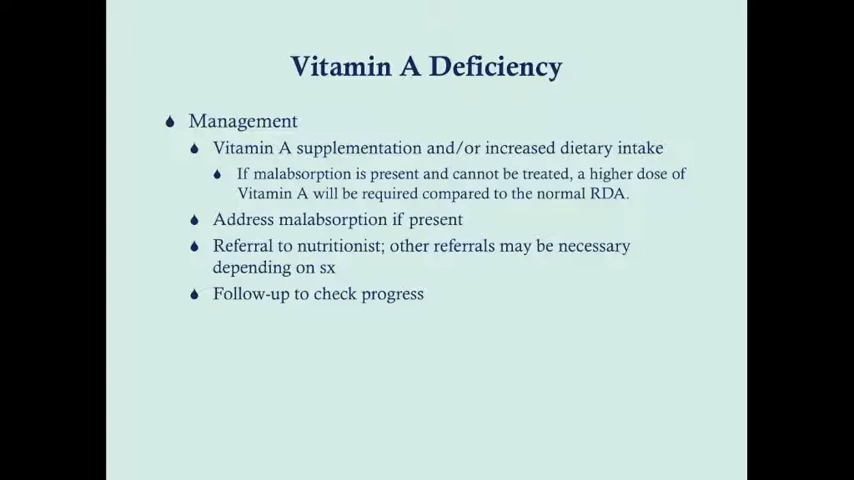 Vitamin A Deficiency
Management
Vitamin A supplementation and/or increased dietary intake
If malabsorption is present and cannot be treated, a higher dose of
Vitamin A will be required compared to the normal RDA.
Address malabsorption if present
Referral to nutritionist; other referrals may be necessary
depending on sx
Follow-up to check progress